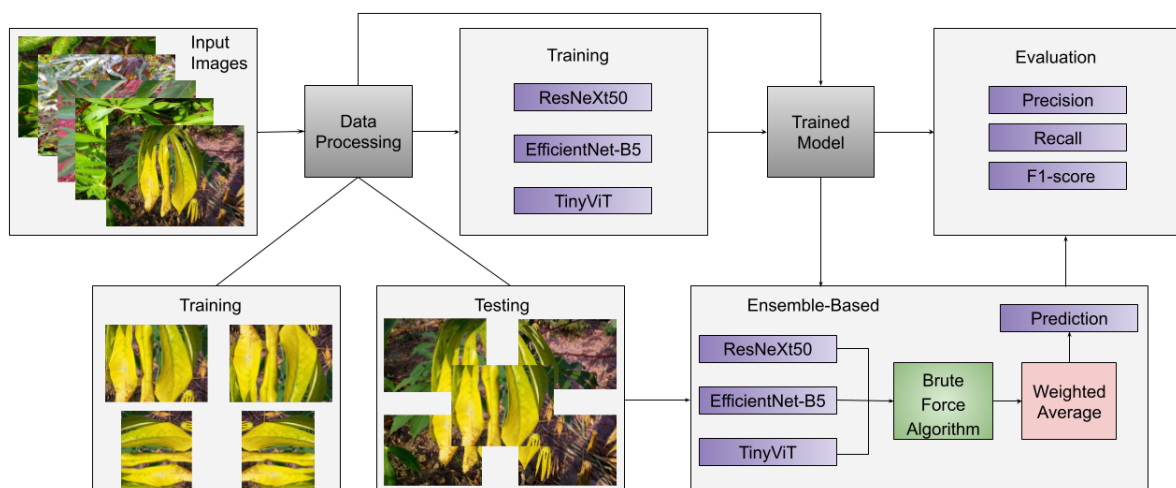 Input
Images
Data
Processing
Training
ResNeXt50
EfficientNet-B5
TinyViT
Trained
Model
Evaluation
Precision
Recall
F1-score
Training
Testing
Ensemble-Based
ResNeXt50
EfficientNet-B5
TinyViT
Brute
Force
Algorithm
Weighted
Average
Prediction